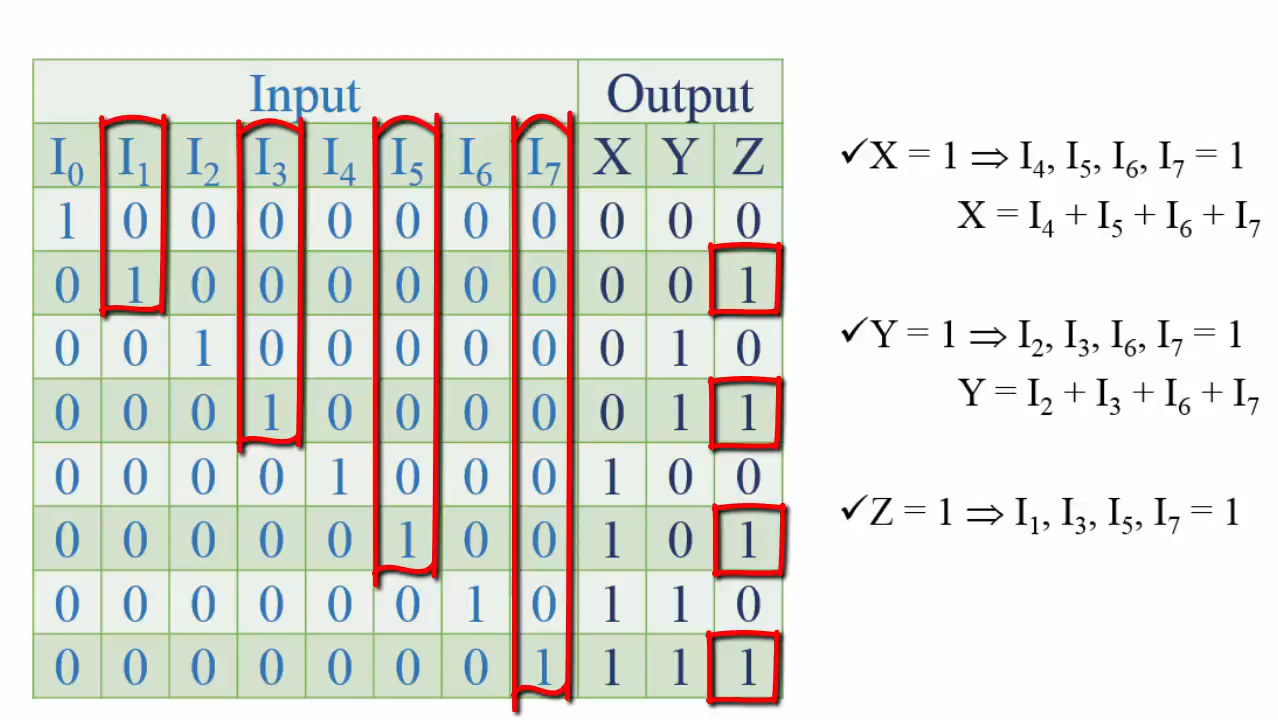 Input Output
I₀ I₁ I₂ I₃ I₄ I₅ I₆ I₇ X Y Z
1 0 0 0 0 0 0 0 0 0 0
0 1 0 0 0 0 0 0 0 0 1
0 0 1 0 0 0 0 0 0 1 0
0 0 0 1 0 0 0 0 0 1 1
0 0 0 0 1 0 0 0 1 0 0
0 0 0 0 0 1 0 0 1 0 1
0 0 0 0 0 0 1 0 1 1 0
0 0 0 0 0 0 0 1 1 1 1
✓X = 1 ⇒ I₄, I₅, I₆, I₇ = 1
X = I₄ + I₅ + I₆ + I₇
✓Y = 1 ⇒ I₂, I₃, I₆, I₇ = 1
Y = I₂ + I₃ + I₆ + I₇
✓Z = 1 ⇒ I₁, I₃, I₅, I₇ = 1